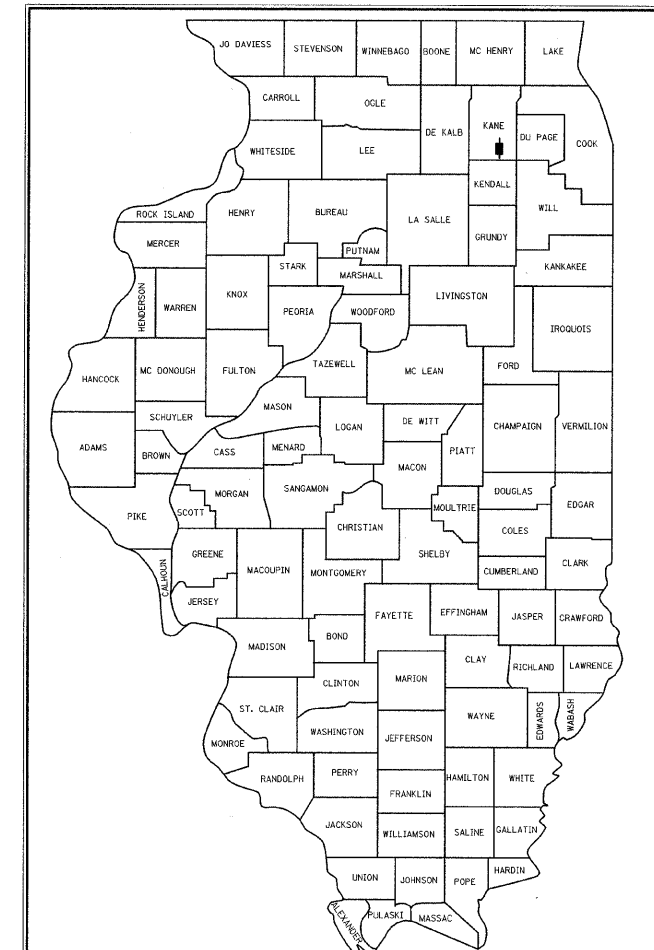 JO DAVIESS STEVENSON WINNEBAGO BOONE MC HENRY LAKE
CARROLL OGLE DE KALB KANE DU PAGE COOK
WHITESIDE LEE
KENDALL
ROCK ISLAND HENRY BUREAU LA SALLE WILL
MERCER PUTNAM GRUNDY
STARK MARSHALL KANKAKEE
HENDERSON WARREN KNOX PEORIA WOODFORD LIVINGSTON
IROQUOIS
HANCOCK MC DONOUGH FULTON TAZEWELL MC LEAN FORD
SCHUYLER MASON LOGAN DE WITT CHAMPAIGN VERMILION
ADAMS BROWN CASS MENARD PIATT
MACON
PIKE SCOTT MORGAN SANGAMON CHRISTIAN MOULTRIE DOUGLAS EDGAR
COLES
GREENE MACOUPIN MONTGOMERY SHELBY CUMBERLAND CLARK
CALHOUN JERSEY
MADISON BOND FAYETTE EFFINGHAM JASPER CRAWFORD
CLAY RICHLAND LAWRENCE
CLINTON MARION
ST. CLAIR WASHINGTON WAYNE EDWARDS WABASH
MONROE JEFFERSON
RANDOLPH PERRY HAMILTON WHITE
FRANKLIN
JACKSON WILLIAMSON SALINE GALLATIN
UNION JOHNSON POPE HARDIN
ALEXANDER PULASKI MASSAC